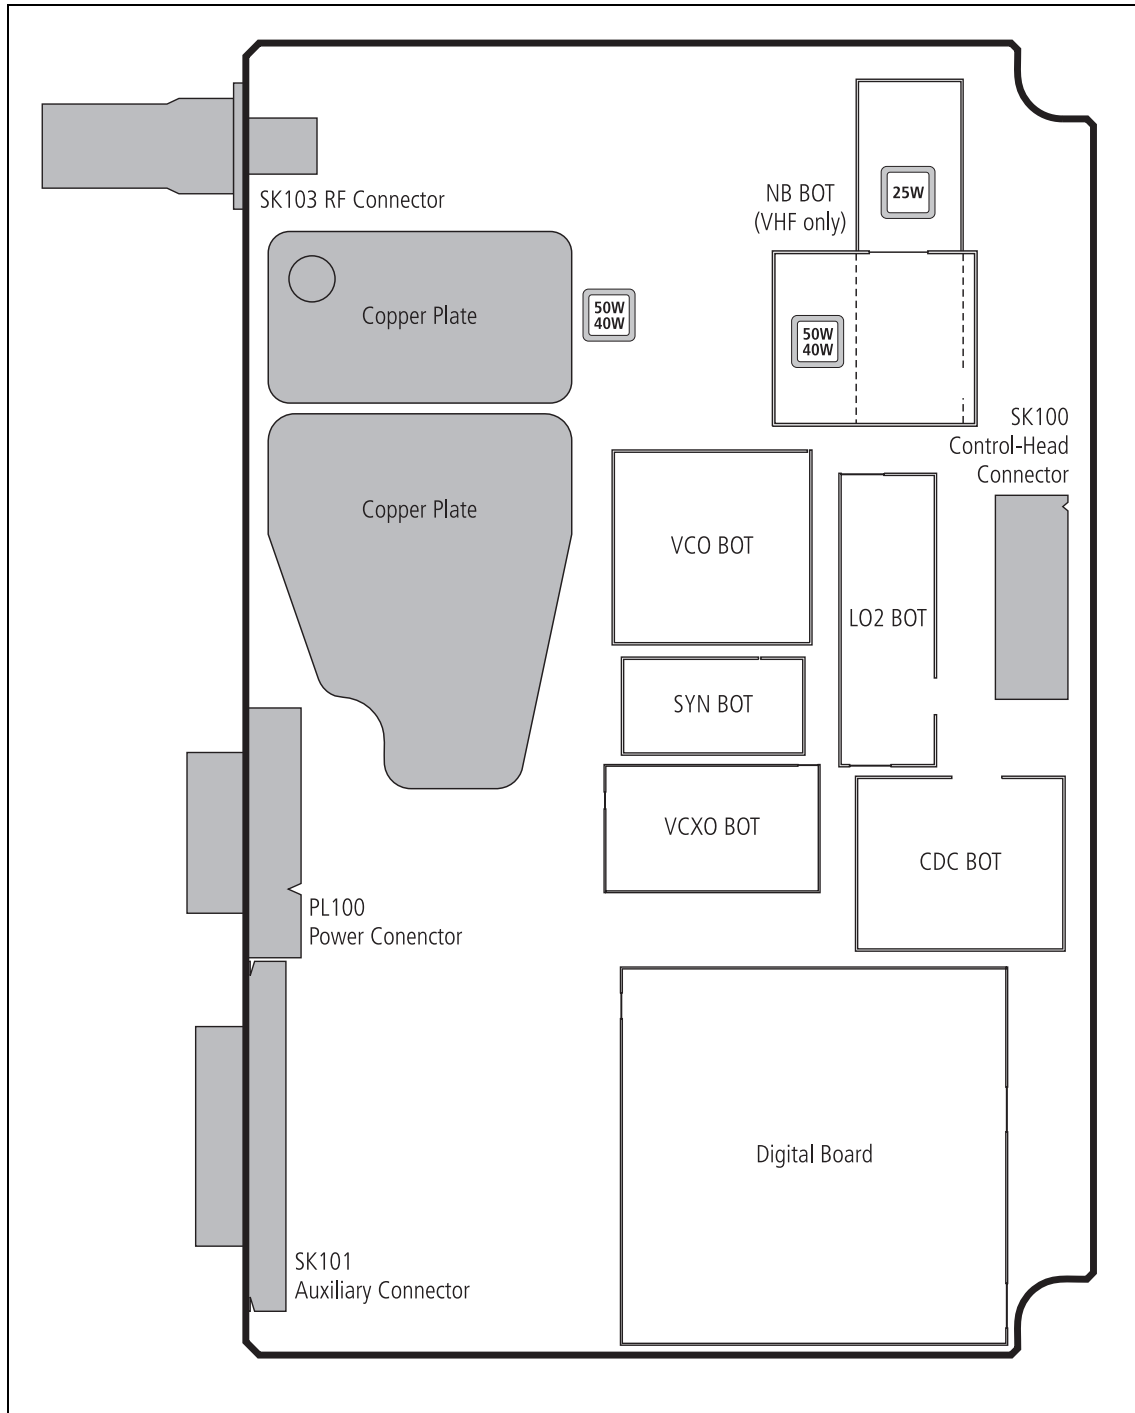 SK103 RF Connector
NB BOT
(VHF only)
25W
Copper Plate
50W
40W
50W
40W
SK100
Control-Head
Connector
Copper Plate
VCO BOT
LO2 BOT
SYN BOT
VCXO BOT
CDC BOT
PL100
Power Conenctor
Digital Board
SK101
Auxiliary Connector